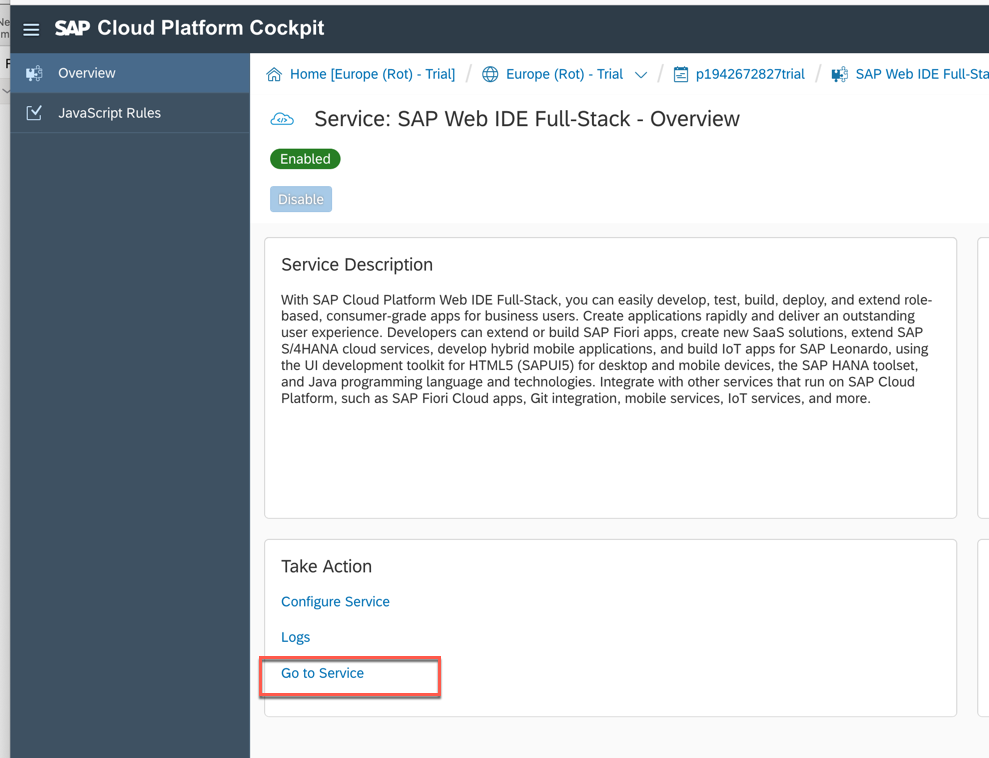 SAP Cloud Platform Cockpit
Overview
JavaScript Rules
Home [Europe (Rot) - Trial] / Europe (Rot) - Trial / p1942672827trial / SAP Web IDE Full-Sta
Service: SAP Web IDE Full-Stack - Overview
Enabled
Disable
Service Description
With SAP Cloud Platform Web IDE Full-Stack, you can easily develop, test, build, deploy, and extend role-
based, consumer-grade apps for business users. Create applications rapidly and deliver an outstanding
user experience. Developers can extend or build SAP Fiori apps, create new SaaS solutions, extend SAP
S/4HANA cloud services, develop hybrid mobile applications, and build IoT apps for SAP Leonardo, using
the UI development toolkit for HTML5 (SAPUI5) for desktop and mobile devices, the SAP HANA toolset,
and Java programming language and technologies. Integrate with other services that run on SAP Cloud
Platform, such as SAP Fiori Cloud apps, Git integration, mobile services, IoT services, and more.
Take Action
Configure Service
Logs
Go to Service